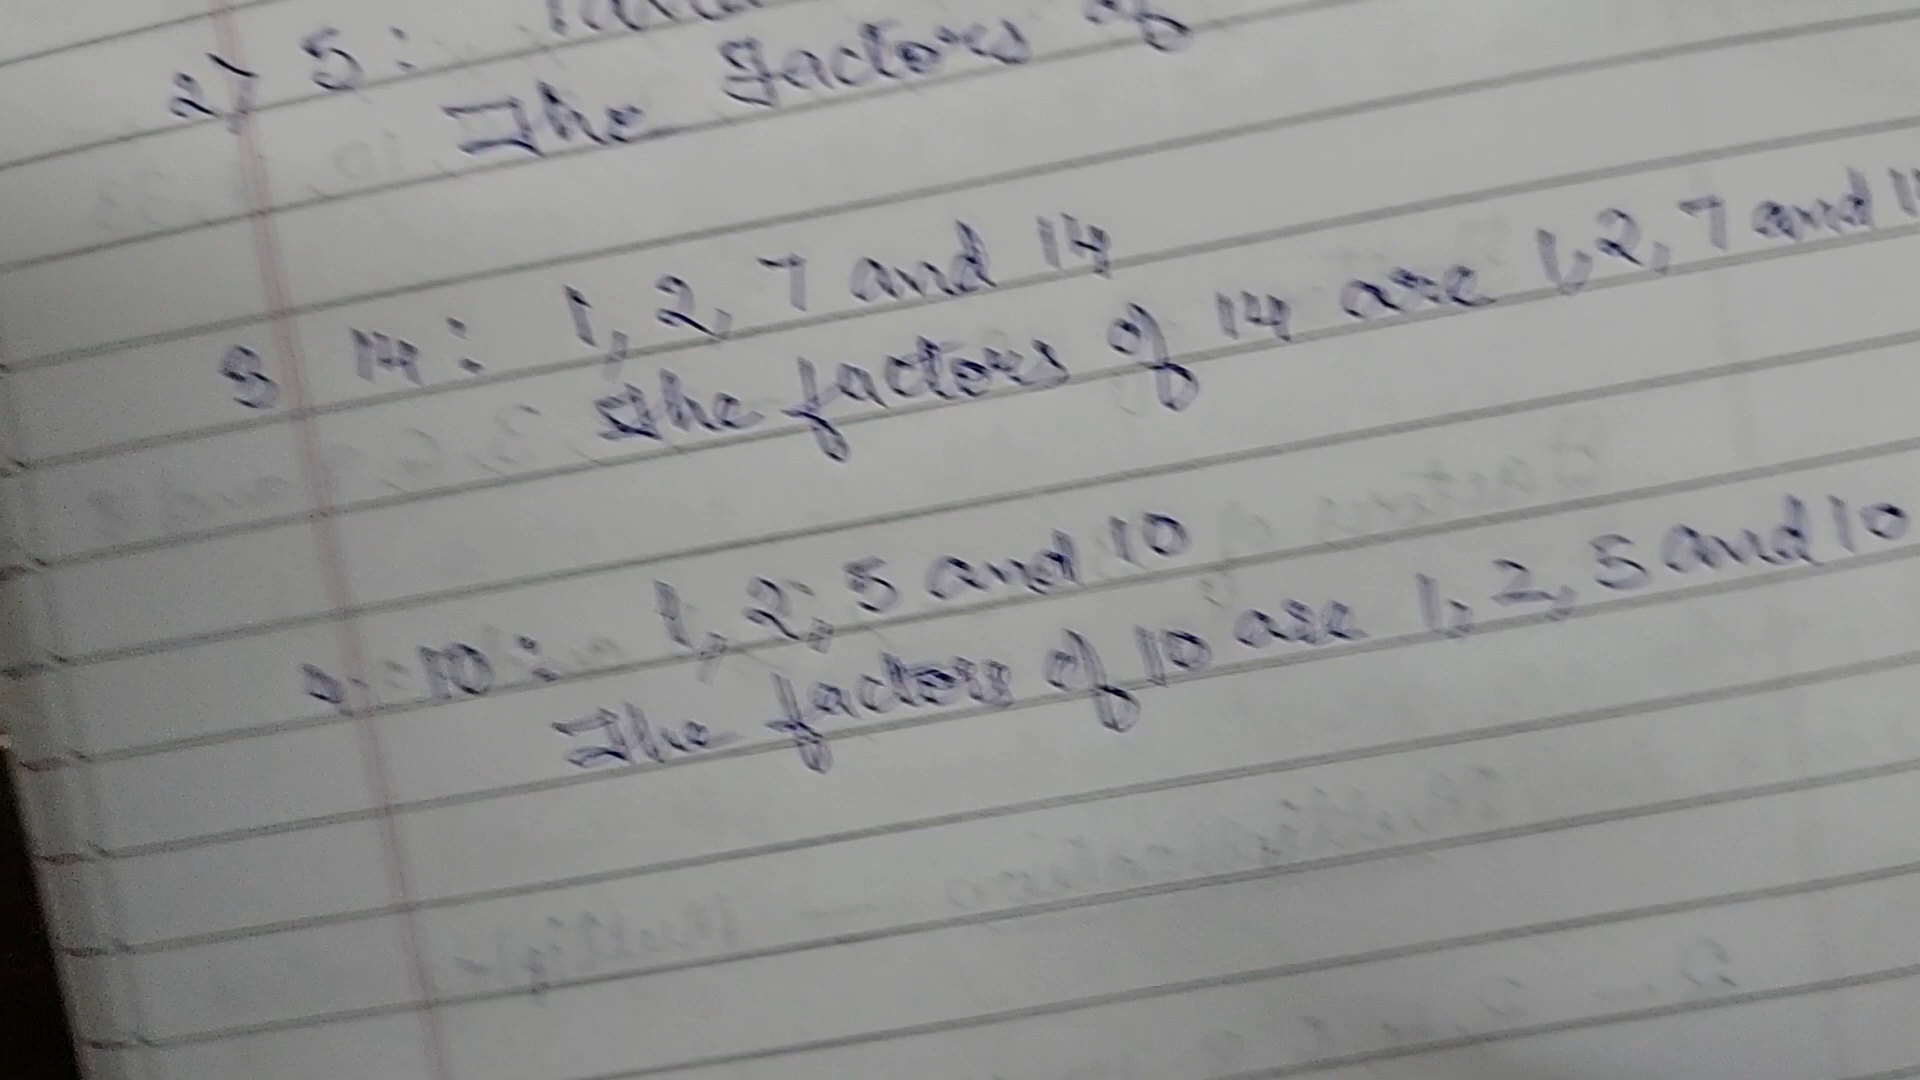 2) 5:
The factors of
3 14: 1, 2, 7 and 14
The factors of 14 are 1, 2, 7 and
10: 1, 2, 5 and 10
The factors of 10 are 1, 2, 5 and 10